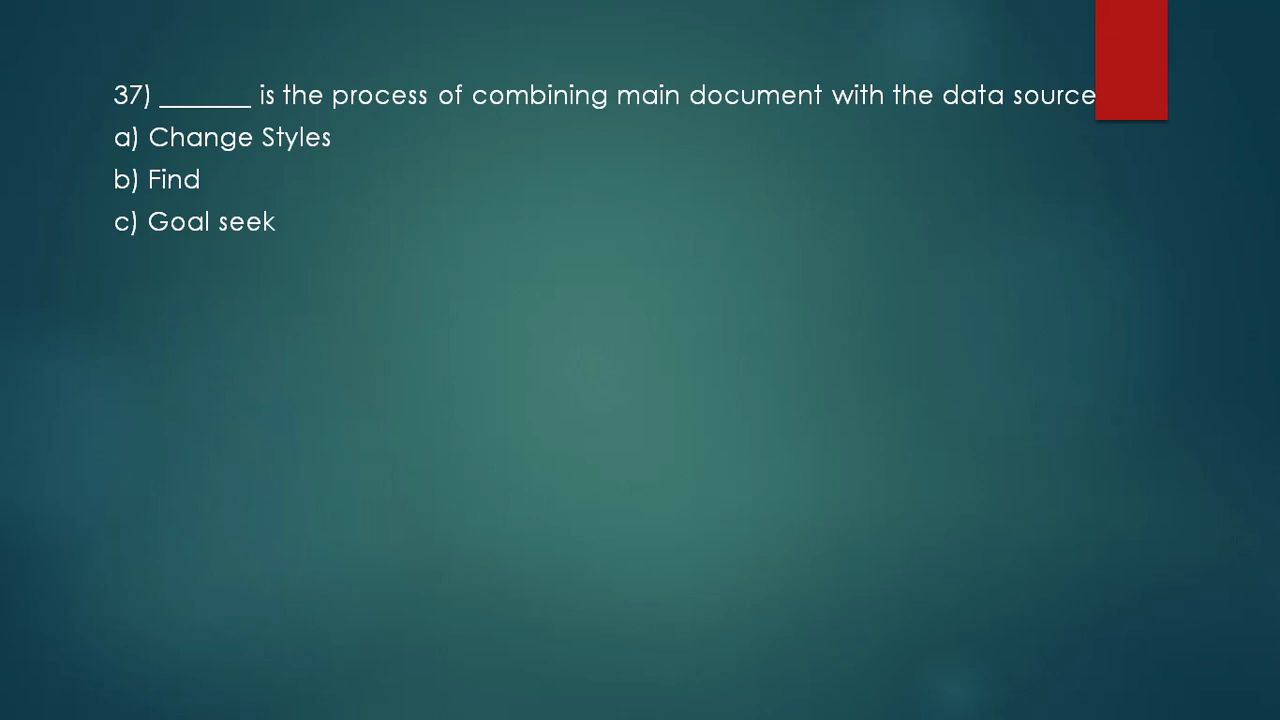 37) _______ is the process of combining main document with the data source
a) Change Styles
b) Find
c) Goal seek